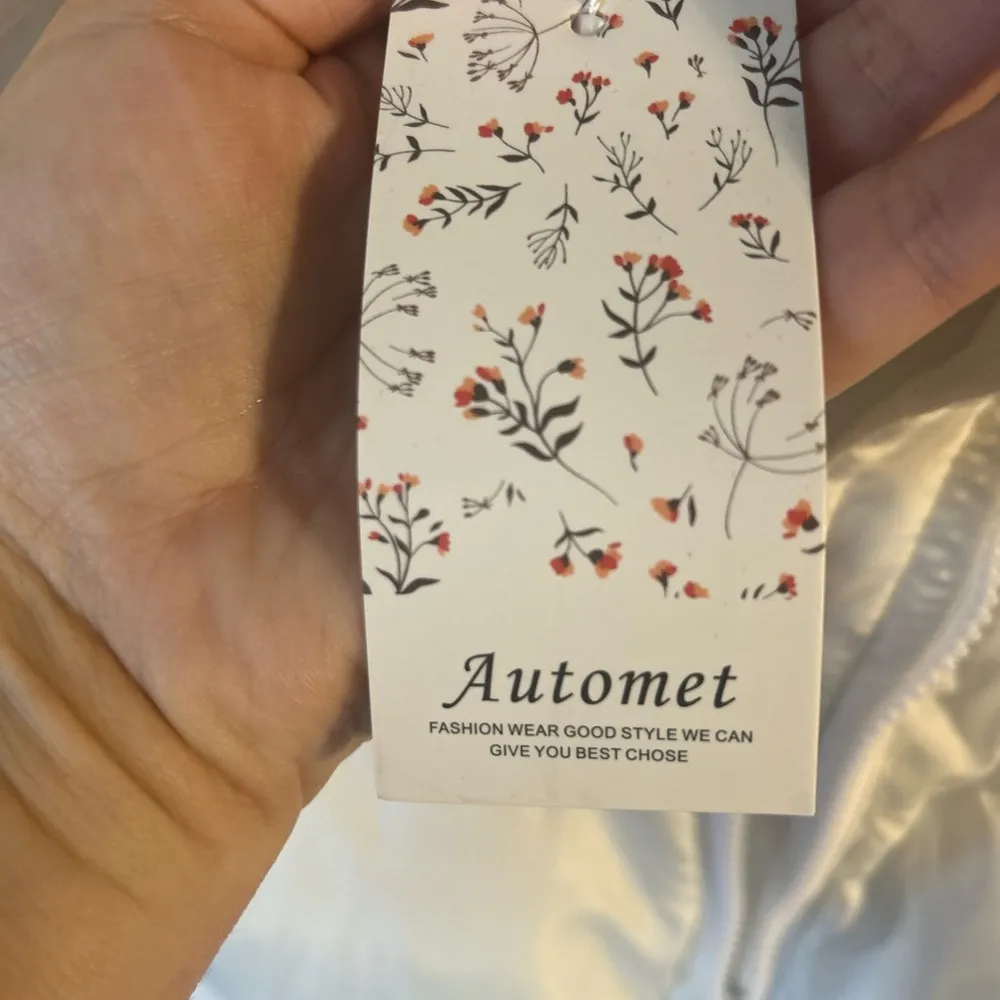 Automet
FASHION WEAR GOOD STYLE WE CAN
GIVE YOU BEST CHOSE